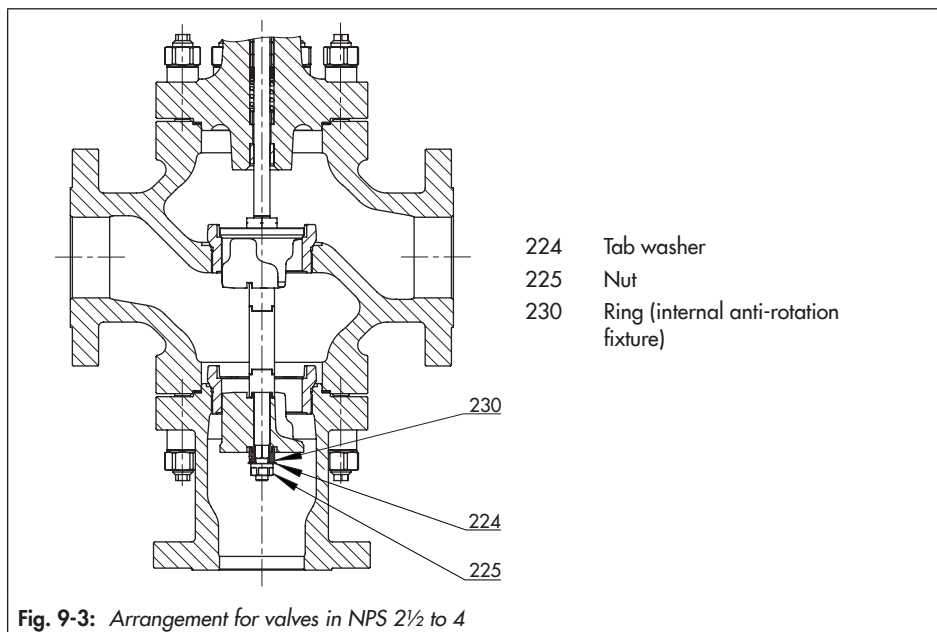 224 Tab washer
225 Nut
230 Ring (internal anti-rotation
fixture)
230
224
225
Fig. 9-3: Arrangement for valves in NPS 2½ to 4